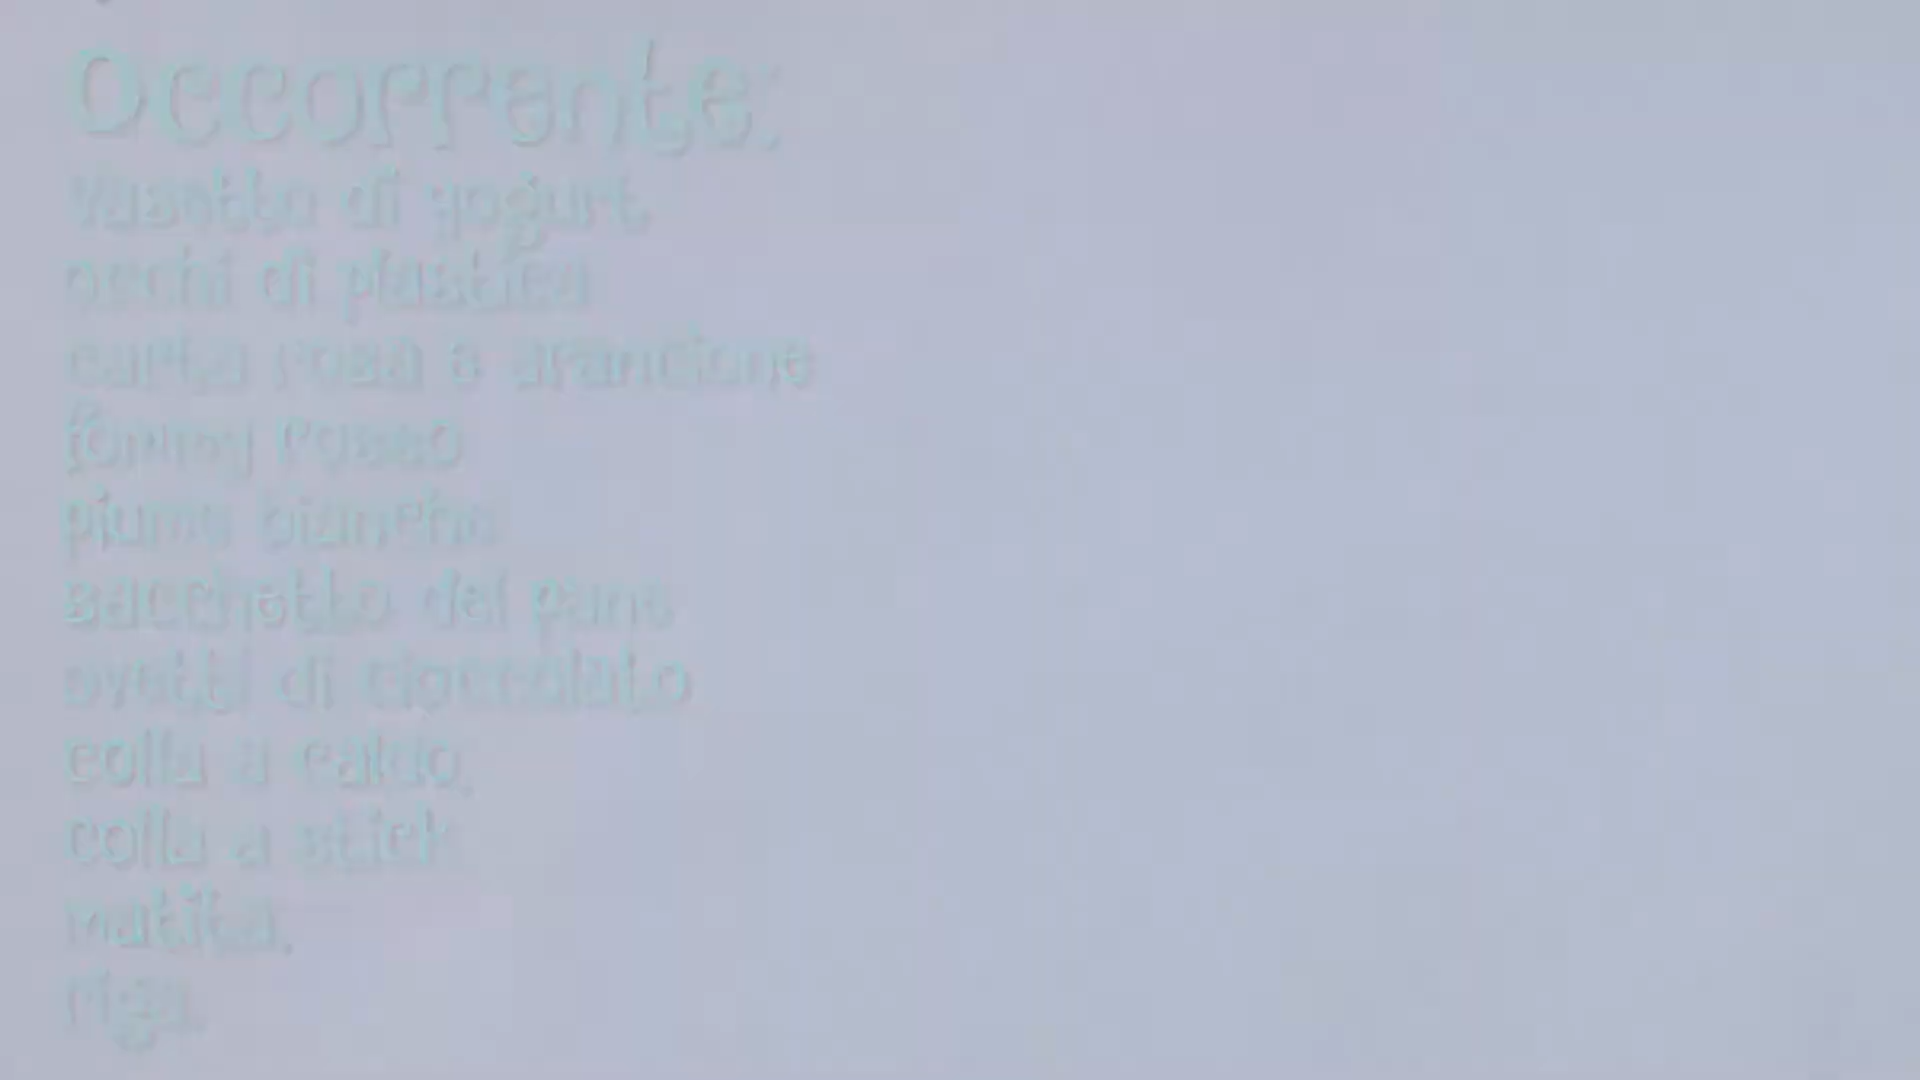 Occorrente:
vasetto di yogurt
occhi di plastica
carta rosa e arancione
fommy rosso
piume bianche
sacchetto del pane
ovetti di cioccolato
colla a caldo,
colla a stick
matita,
riga.